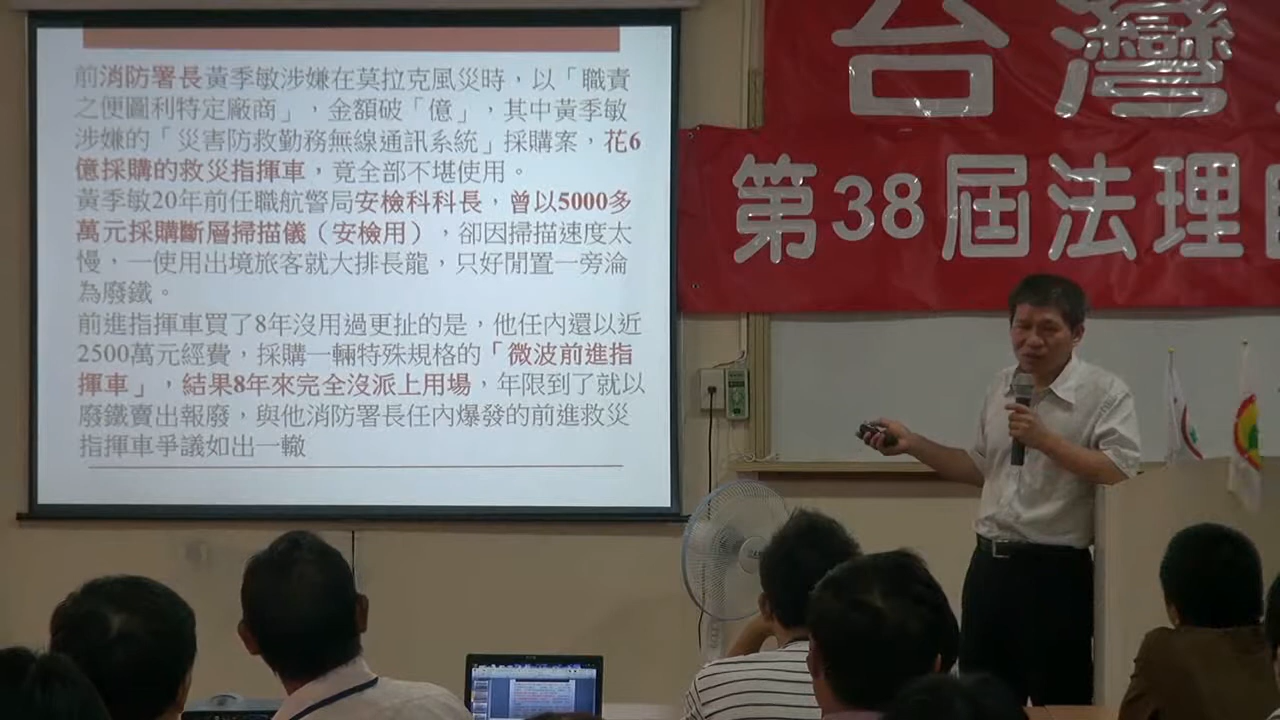 前消防署長黃季敏涉嫌在莫拉克風災時，以「職責
之便圖利特定廠商」，金額破「億」，其中黃季敏
涉嫌的「災害防救勤務無線通訊系統」採購案，花6
億採購的救災指揮車，竟全部不堪使用。
黃季敏20年前任職航警局安檢科科長，曾以5000多
萬元採購斷層掃描儀（安檢用），卻因掃描速度太
慢，一使用出境旅客就大排長龍，只好閒置一旁淪
為廢鐵。
前進指揮車買了8年沒用過更扯的是，他任內還以近
2500萬元經費，採購一輛特殊規格的「微波前進指
揮車」，結果8年來完全沒派上用場，年限到了就以
廢鐵賣出報廢，與他消防署長任內爆發的前進救災
指揮車爭議如出一轍
台灣
第38屆法理